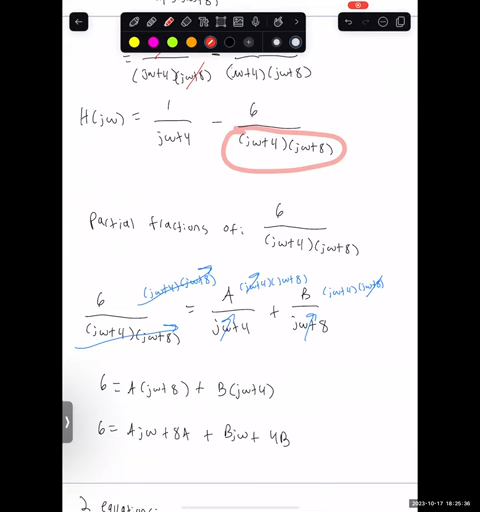 = (jω+4)(jω+8) (jω+4)(jω+8)
H(jω) = 1/(jω+4) − 6/((jω+4)(jω+8))
Partial fractions of: 6/((jω+4)(jω+8))
6/((jω+4)(jω+8)) (jω+4)(jω+8) = A/(jω+4) (jω+4)(jω+8) + B/(jω+8) (jω+4)(jω+8)
6 = A(jω+8) + B(jω+4)
6 = Ajω + 8A + Bjω + 4B
2 equations:
2023-10-17 18:25:36